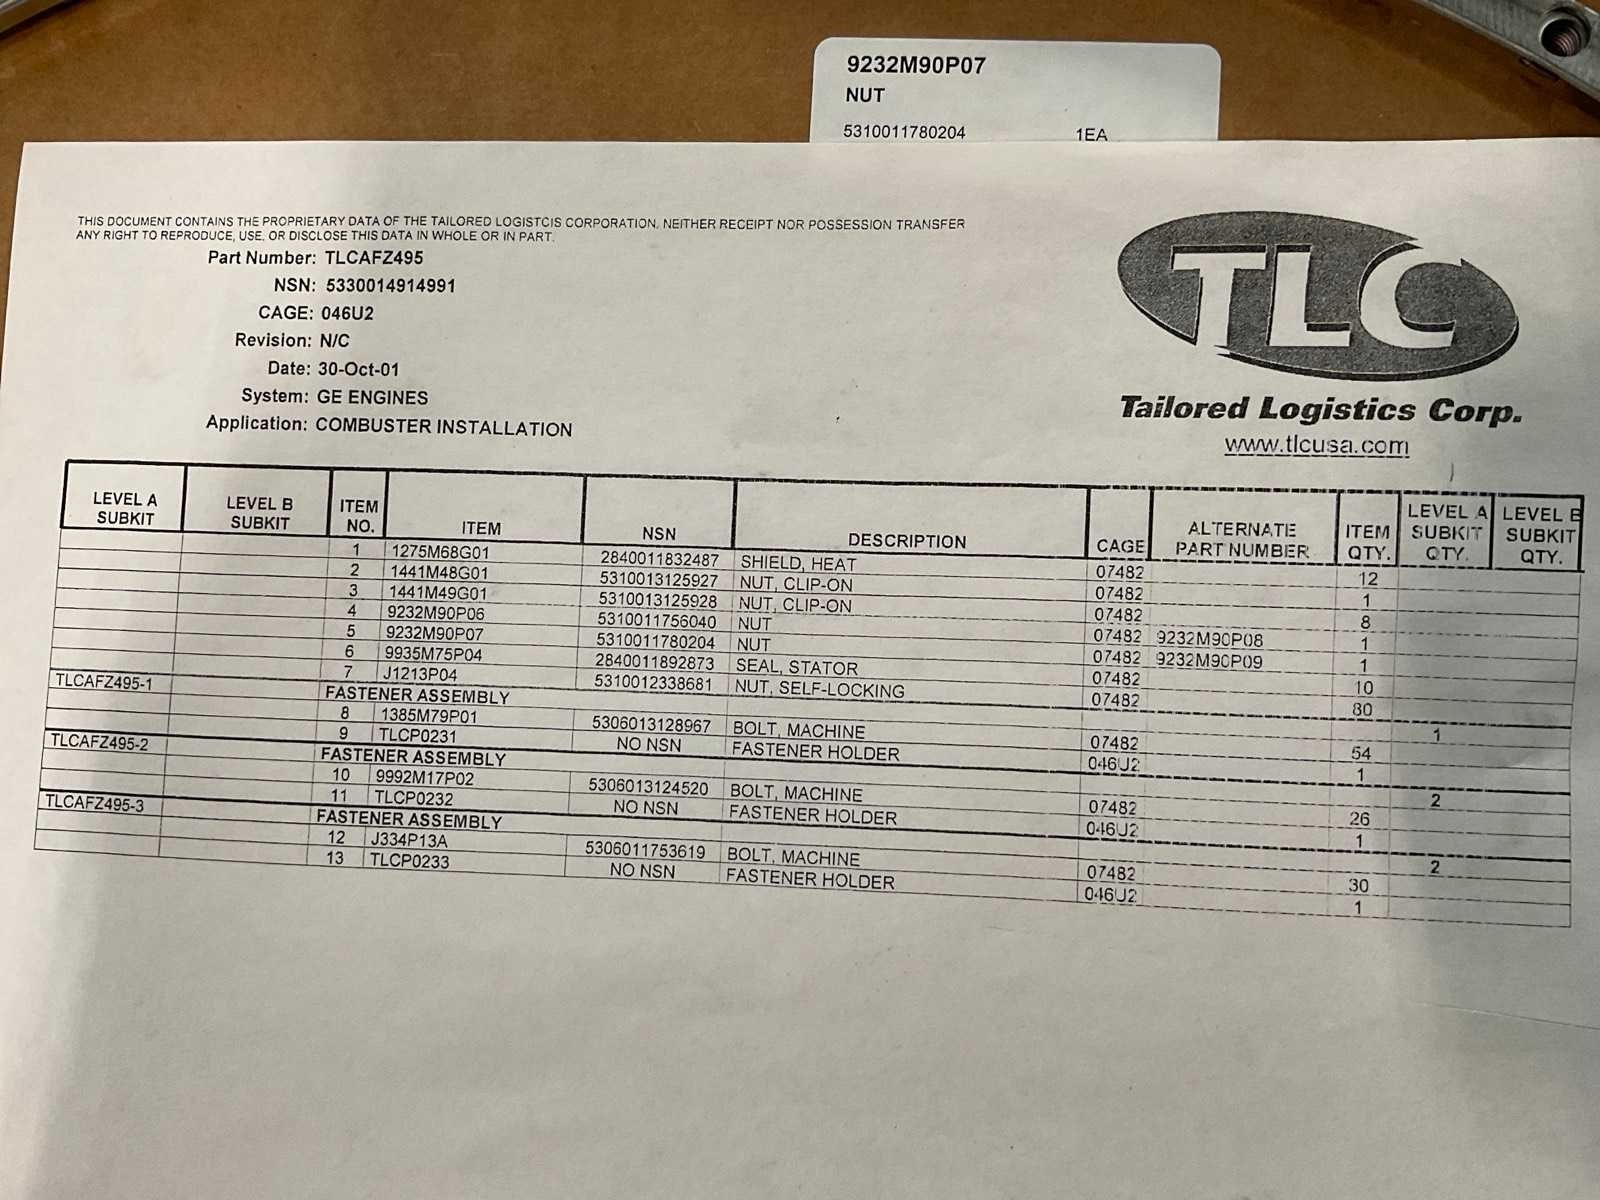 9232M90P07
NUT
5310011780204 1EA
THIS DOCUMENT CONTAINS THE PROPRIETARY DATA OF THE TAILORED LOGISTCIS CORPORATION. NEITHER RECEIPT NOR POSSESSION TRANSFER
ANY RIGHT TO REPRODUCE, USE, OR DISCLOSE THIS DATA IN WHOLE OR IN PART.
Part Number: TLCAFZ495
NSN: 5330014914991
CAGE: 046U2
Revision: N/C
Date: 30-Oct-01
System: GE ENGINES
Application: COMBUSTER INSTALLATION
TLC
Tailored Logistics Corp.
www.tlcusa.com
LEVEL A SUBKIT LEVEL B SUBKIT ITEM NO. ITEM NSN DESCRIPTION CAGE ALTERNATE PART NUMBER ITEM QTY. LEVEL A SUBKIT QTY. LEVEL B SUBKIT QTY.
1 1275M68G01 2840011832487 SHIELD, HEAT 07482 12
2 1441M48G01 5310013125927 NUT, CLIP-ON 07482 1
3 1441M49G01 5310013125928 NUT, CLIP-ON 07482 8
4 9232M90P06 5310011756040 NUT 07482 9232M90P08 1
5 9232M90P07 5310011780204 NUT 07482 9232M90P09 1
6 9935M75P04 2840011892873 SEAL, STATOR 07482 10
7 J1213P04 5310012338681 NUT, SELF-LOCKING 07482 80
TLCAFZ495-1 FASTENER ASSEMBLY 1
8 1385M79P01 5306013128967 BOLT, MACHINE 07482 54
9 TLCP0231 NO NSN FASTENER HOLDER 046U2 1
TLCAFZ495-2 FASTENER ASSEMBLY 2
10 9992M17P02 5306013124520 BOLT, MACHINE 07482 26
11 TLCP0232 NO NSN FASTENER HOLDER 046U2 1
TLCAFZ495-3 FASTENER ASSEMBLY 2
12 J334P13A 5306011753619 BOLT, MACHINE 07482 30
13 TLCP0233 NO NSN FASTENER HOLDER 046U2 1